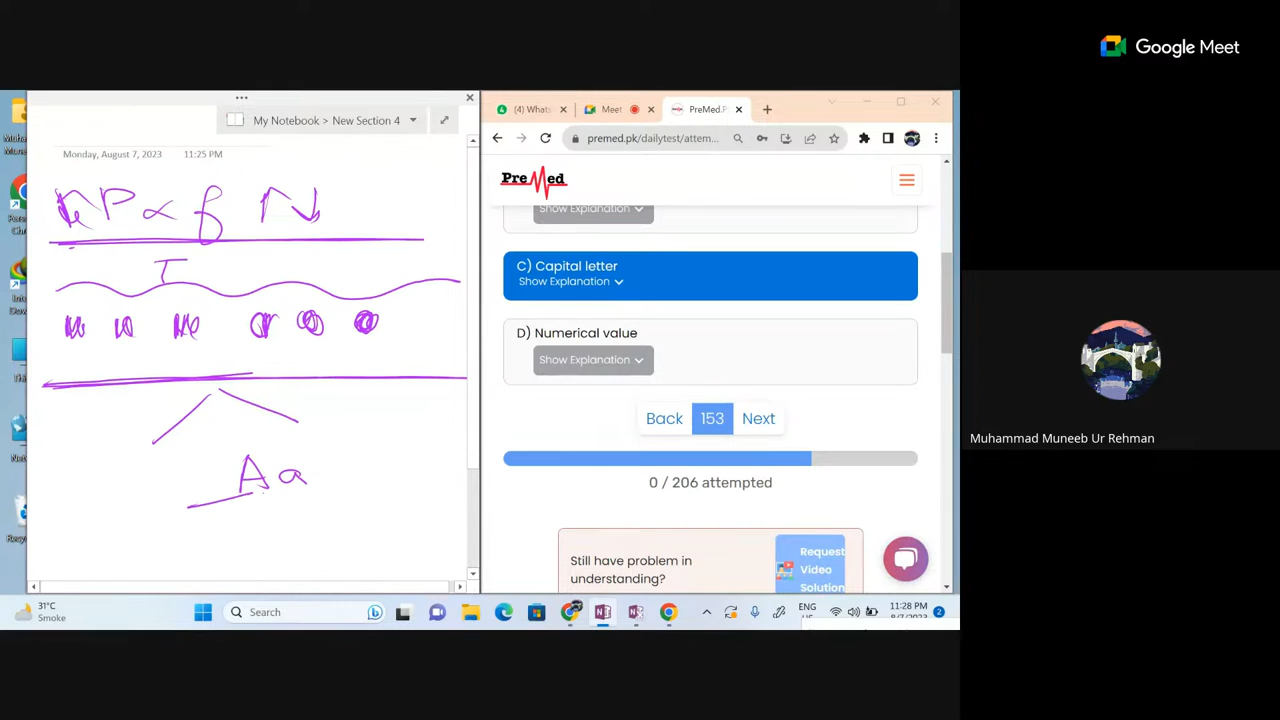 Google Meet
My Notebook > New Section 4
(4) Whats
Meet
PreMed.P
premed.pk/dailytest/attem...
Monday, August 7, 2023 11:25 PM
PreMed
P ∝
Show Explanation
C) Capital letter
Show Explanation
D) Numerical value
Show Explanation
Back 153 Next
0 / 206 attempted
I
A a
Still have problem in
understanding?
Request
Video
Solution
Muhammad Muneeb Ur Rehman
31°C
Smoke
Search
ENG
11:28 PM
2